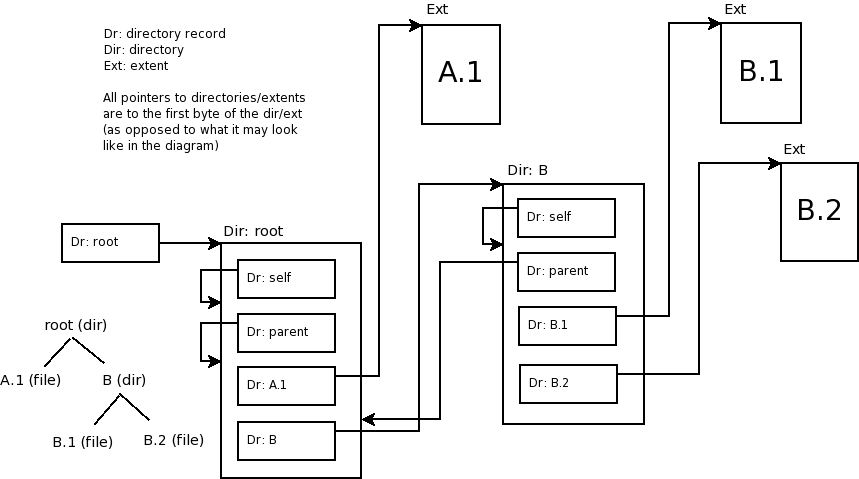 Dr: directory record
Dir: directory
Ext: extent
All pointers to directories/extents
are to the first byte of the dir/ext
(as opposed to what it may look
like in the diagram)
Ext
A.1
Ext
B.1
Ext
B.2
Dr: root
Dir: root
Dr: self
Dr: parent
Dr: A.1
Dr: B
Dir: B
Dr: self
Dr: parent
Dr: B.1
Dr: B.2
root (dir)
A.1 (file) B (dir)
B.1 (file) B.2 (file)